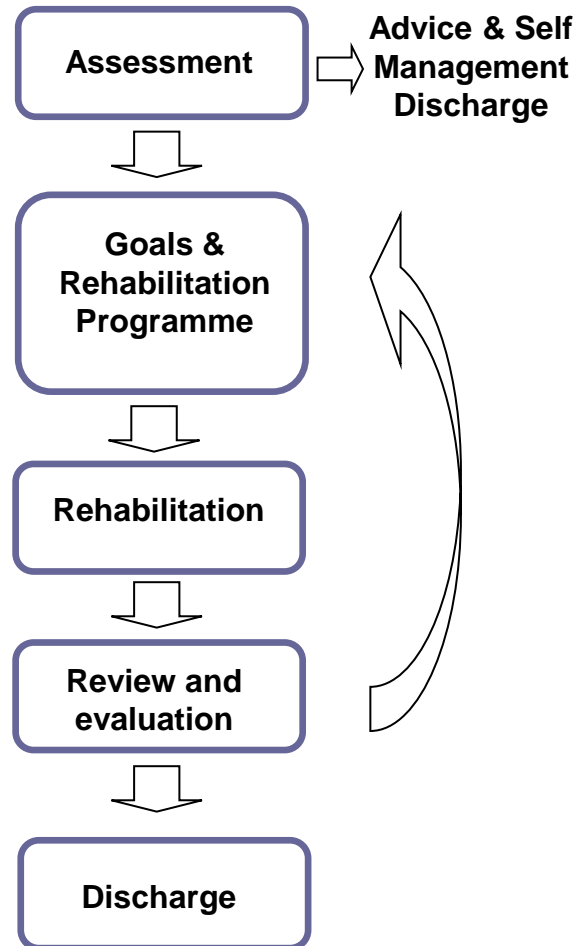 Assessment
Advice & Self
Management
Discharge
Goals &
Rehabilitation
Programme
Rehabilitation
Review and
evaluation
Discharge